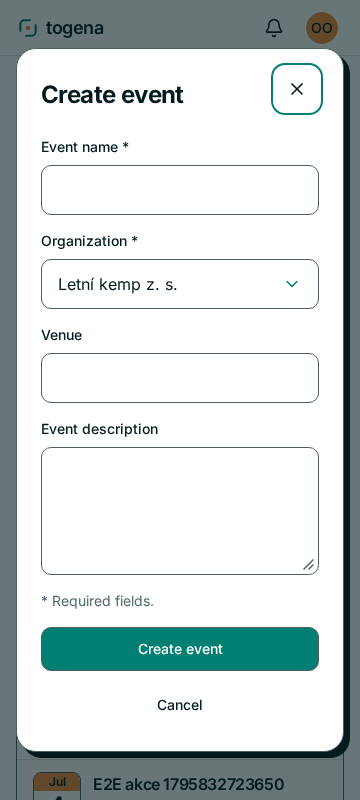 togena
OO
Create event
Event name *
Organization *
Letní kemp z. s.
Venue
Event description
* Required fields.
Create event
Cancel
Jul
E2E akce 1795832723650